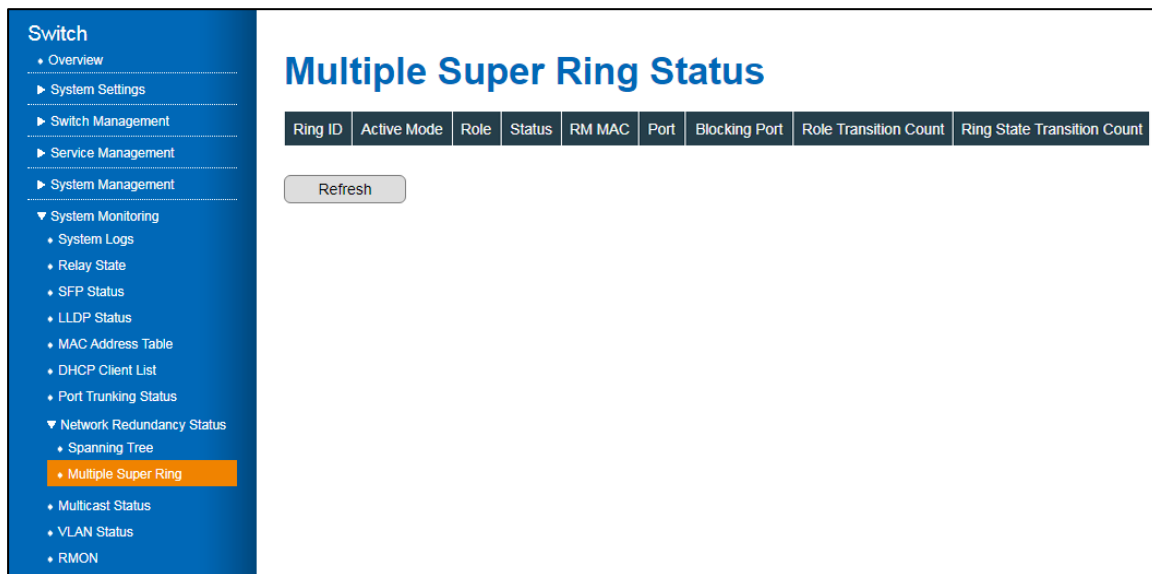 Switch
Overview
System Settings
Switch Management
Service Management
System Management
System Monitoring
System Logs
Relay State
SFP Status
LLDP Status
MAC Address Table
DHCP Client List
Port Trunking Status
Network Redundancy Status
Spanning Tree
Multiple Super Ring
Multicast Status
VLAN Status
RMON
Multiple Super Ring Status
Ring ID Active Mode Role Status RM MAC Port Blocking Port Role Transition Count Ring State Transition Count
Refresh